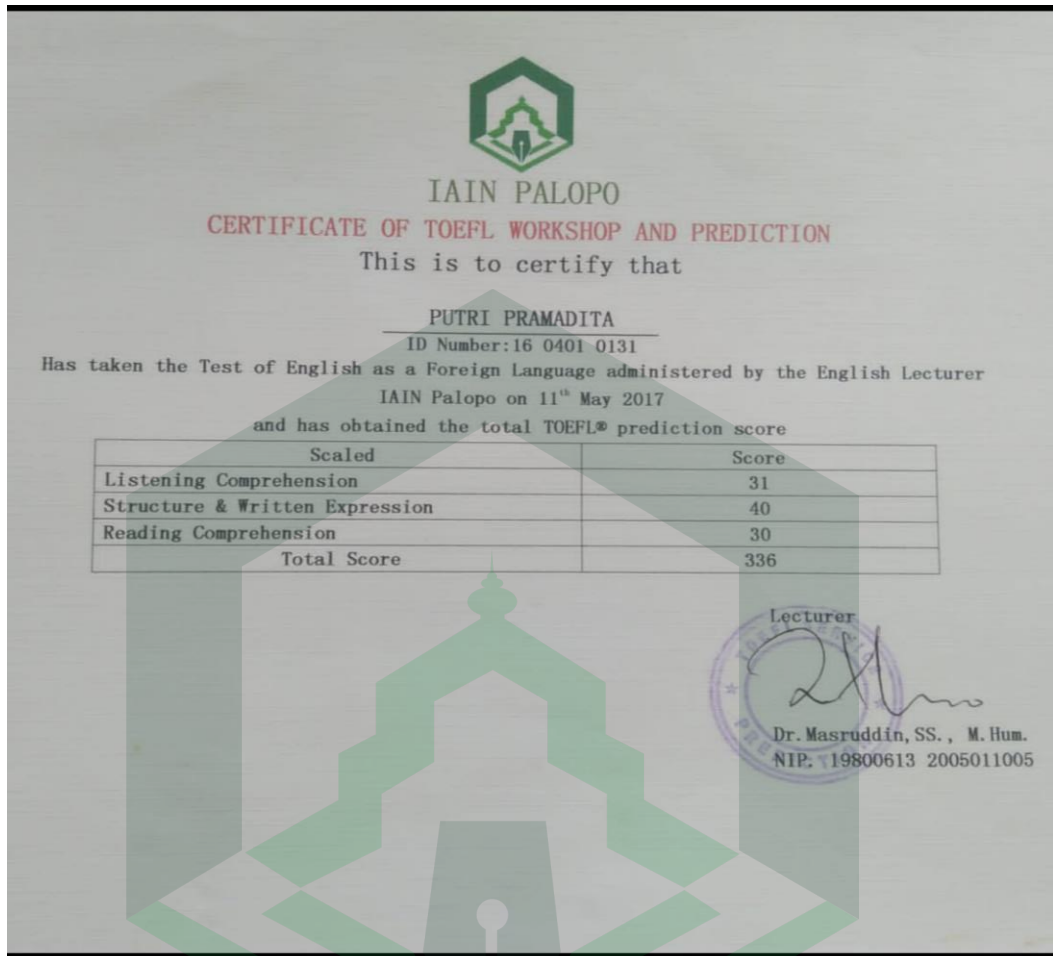 IAIN PALOPO
CERTIFICATE OF TOEFL WORKSHOP AND PREDICTION
This is to certify that
PUTRI PRAMADITA
ID Number:16 0401 0131
Has taken the Test of English as a Foreign Language administered by the English Lecturer
IAIN Palopo on 11th May 2017
and has obtained the total TOEFL® prediction score
Scaled Score
Listening Comprehension 31
Structure & Written Expression 40
Reading Comprehension 30
Total Score 336
Lecturer
TOEFL SERVICE
PREDICTION
Dr. Masruddin, SS., M. Hum.
NIP. 19800613 2005011005